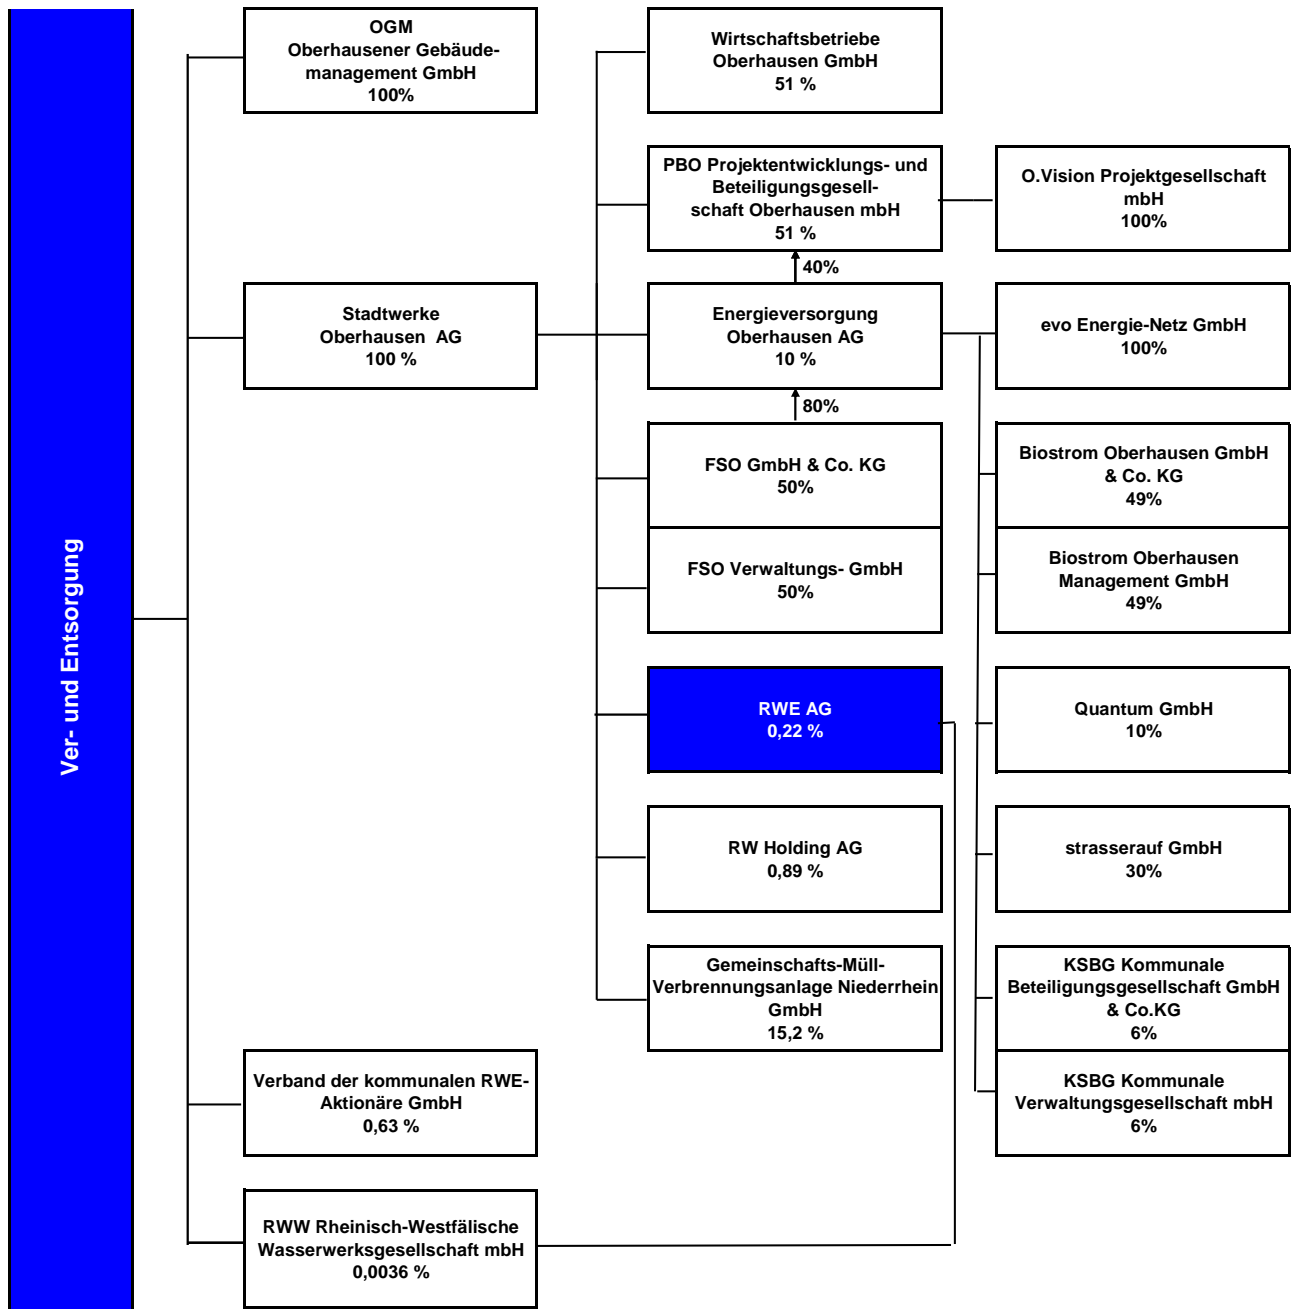 Ver- und Entsorgung
OGM
Oberhausener Gebäude-
management GmbH
100%
Stadtwerke
Oberhausen AG
100 %
Verband der kommunalen RWE-
Aktionäre GmbH
0,63 %
RWW Rheinisch-Westfälische
Wasserwerksgesellschaft mbH
0,0036 %
Wirtschaftsbetriebe
Oberhausen GmbH
51 %
PBO Projektentwicklungs- und
Beteiligungsgesell-
schaft Oberhausen mbH
51 %
40%
Energieversorgung
Oberhausen AG
10 %
80%
FSO GmbH & Co. KG
50%
FSO Verwaltungs- GmbH
50%
RWE AG
0,22 %
RW Holding AG
0,89 %
Gemeinschafts-Müll-
Verbrennungsanlage Niederrhein
GmbH
15,2 %
O.Vision Projektgesellschaft
mbH
100%
evo Energie-Netz GmbH
100%
Biostrom Oberhausen GmbH
& Co. KG
49%
Biostrom Oberhausen
Management GmbH
49%
Quantum GmbH
10%
strasserauf GmbH
30%
KSBG Kommunale
Beteiligungsgesellschaft GmbH
& Co.KG
6%
KSBG Kommunale
Verwaltungsgesellschaft mbH
6%